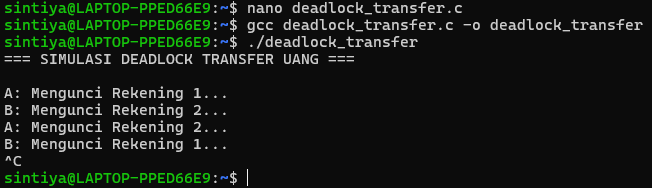 sintiya@LAPTOP-PPED66E9:~$ nano deadlock_transfer.c
sintiya@LAPTOP-PPED66E9:~$ gcc deadlock_transfer.c -o deadlock_transfer
sintiya@LAPTOP-PPED66E9:~$ ./deadlock_transfer
=== SIMULASI DEADLOCK TRANSFER UANG ===

A: Mengunci Rekening 1...
B: Mengunci Rekening 2...
A: Mengunci Rekening 2...
B: Mengunci Rekening 1...
^C
sintiya@LAPTOP-PPED66E9:~$